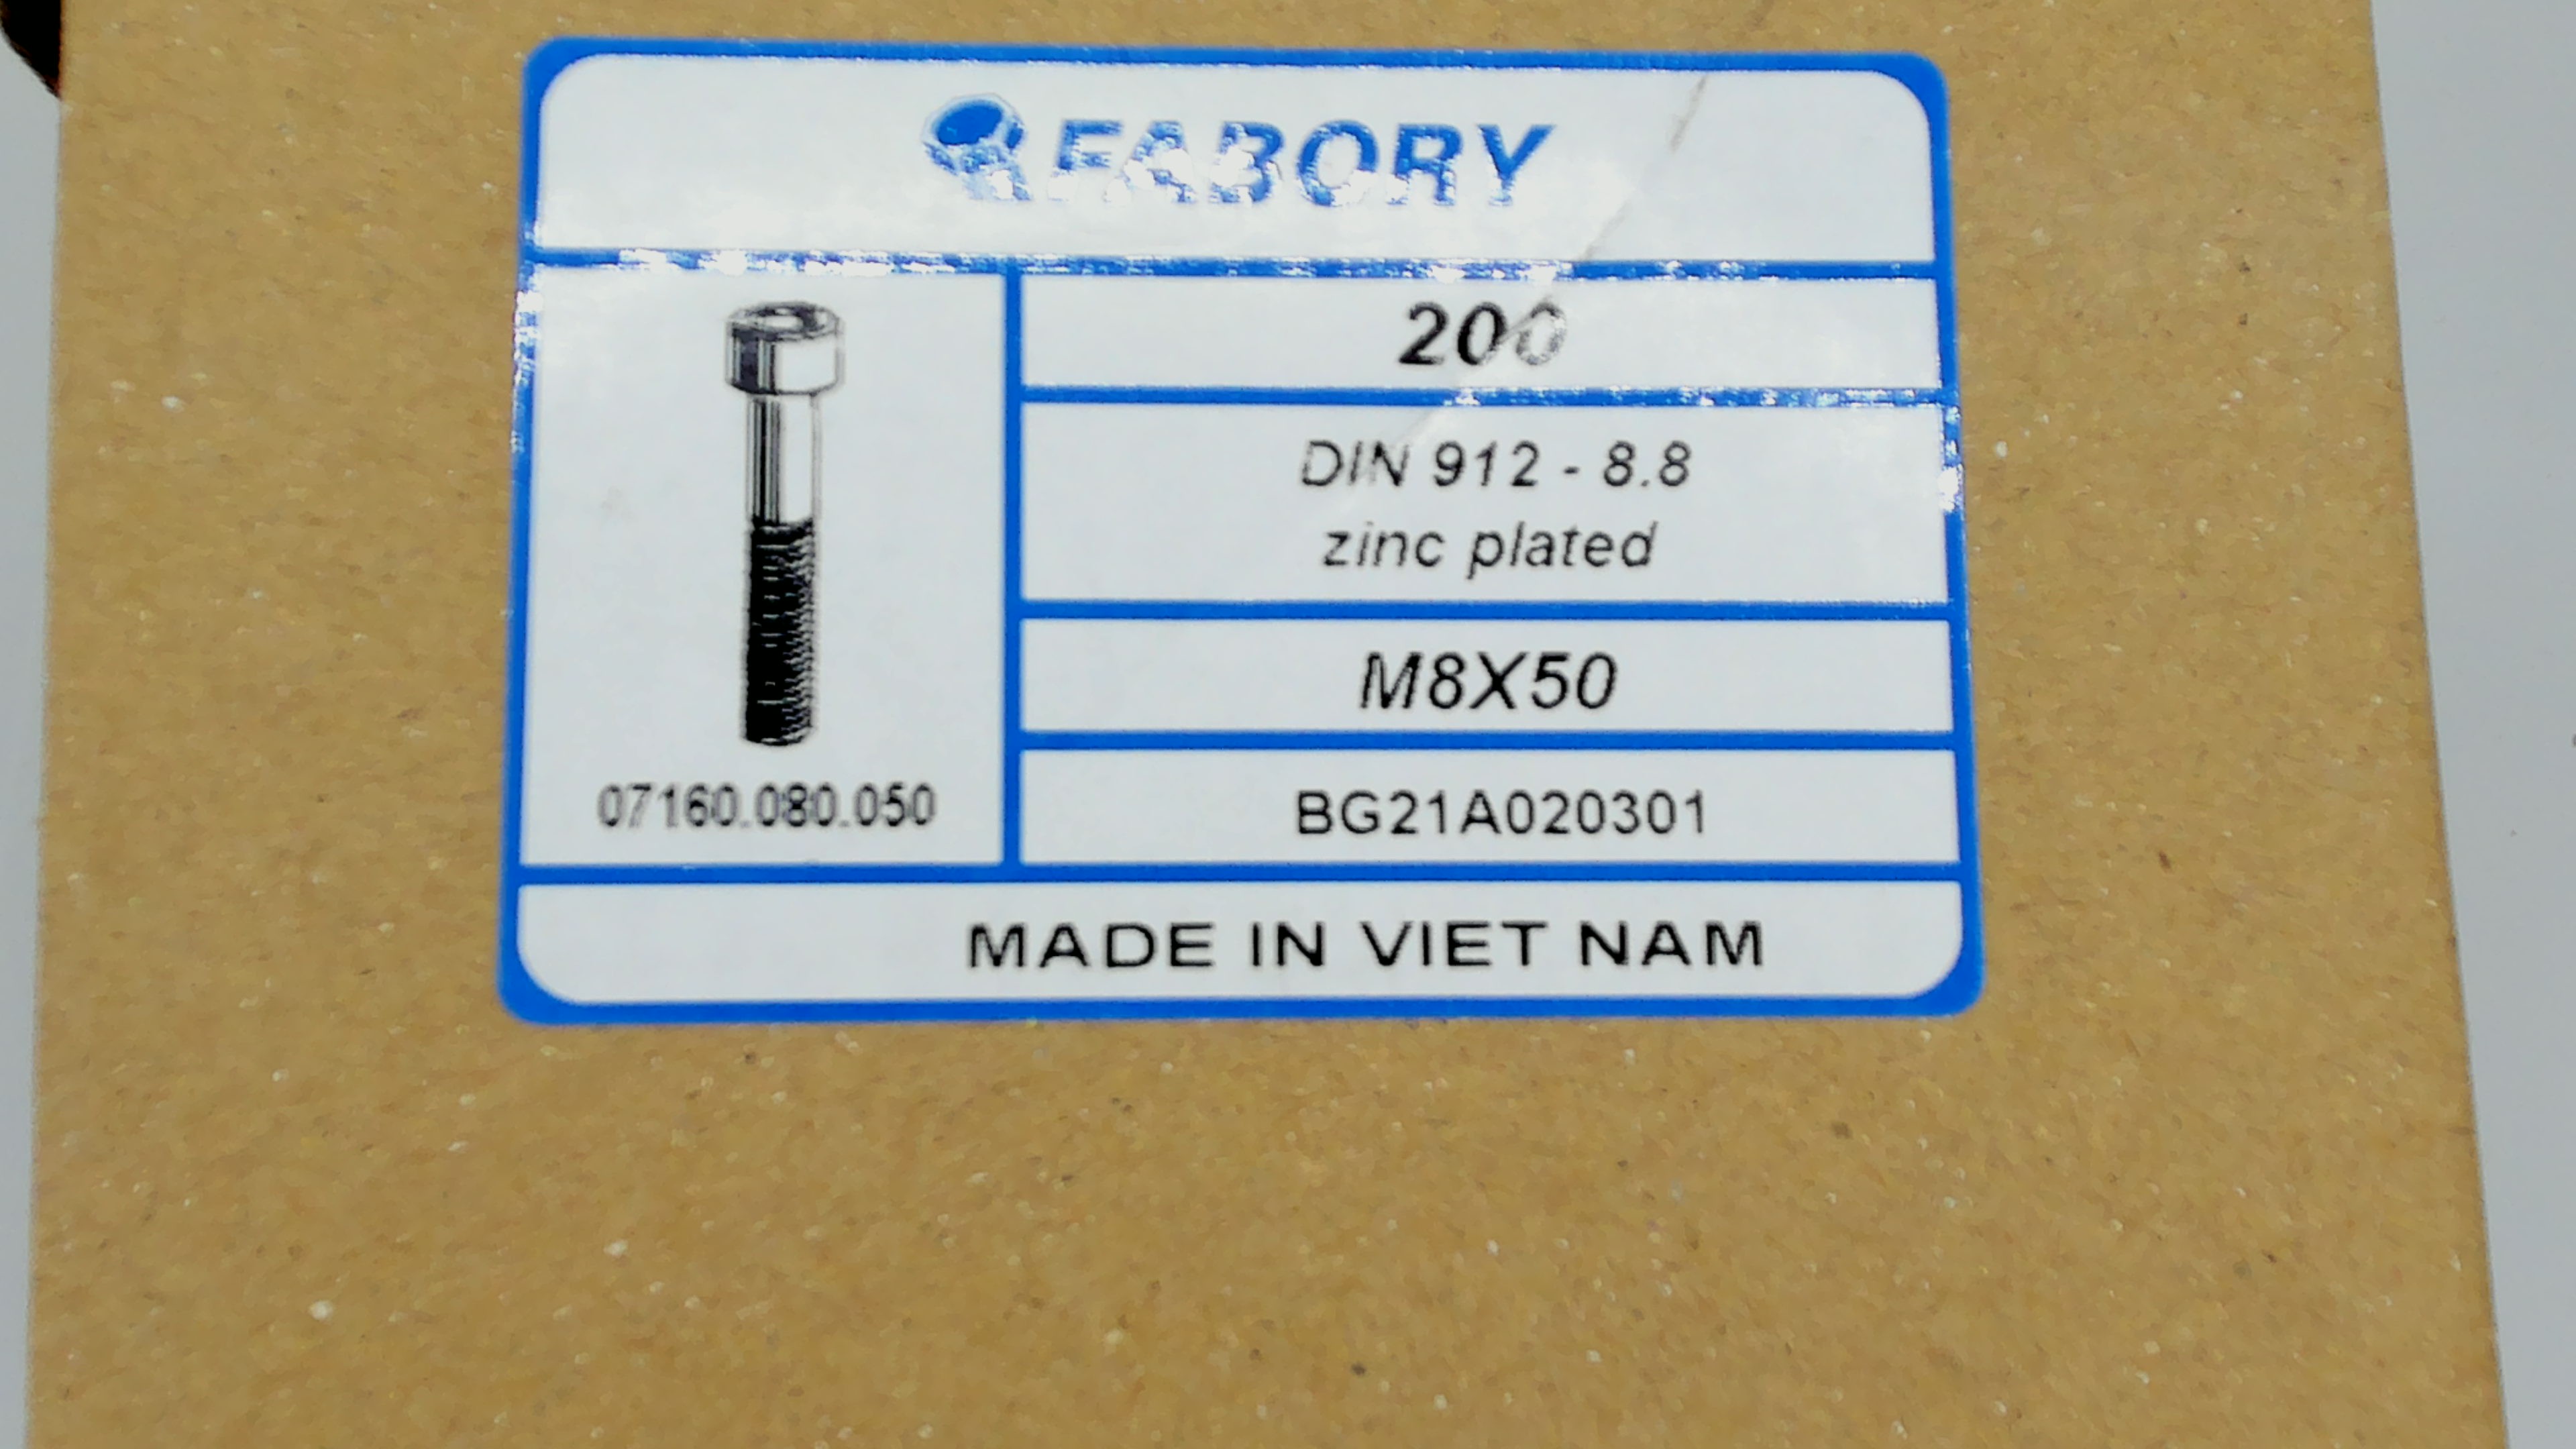 FABORY
200
DIN 912 - 8.8
zinc plated
M8X50
07160.080.050
BG21A020301
MADE IN VIET NAM